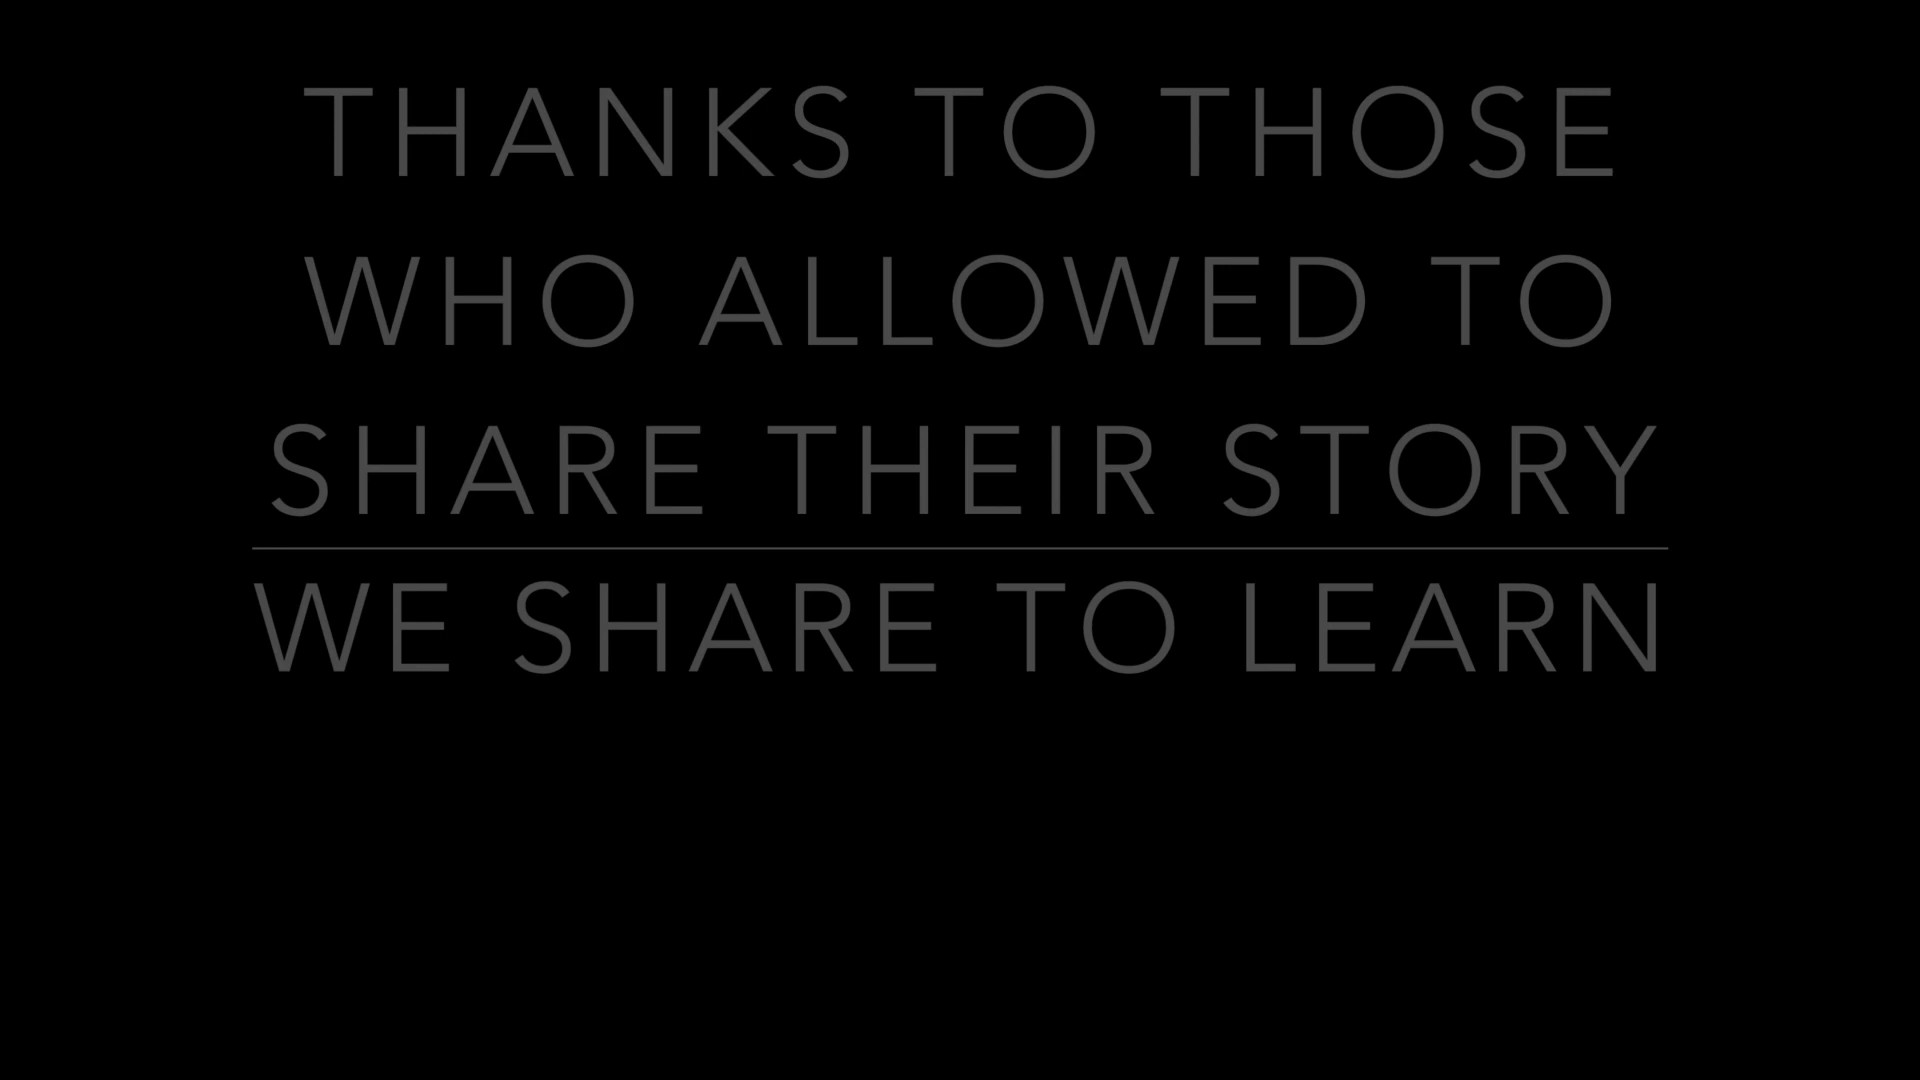 THANKS TO THOSE
WHO ALLOWED TO
SHARE THEIR STORY
WE SHARE TO LEARN